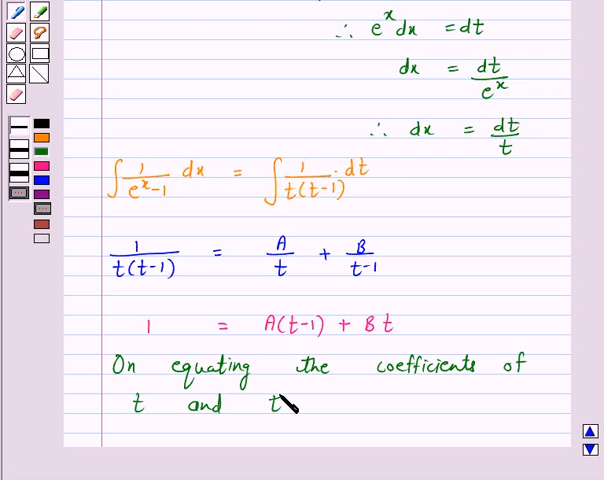 ∴ e^x dx = dt
dx = dt/e^x
∴ dx = dt/t
∫ 1/(e^x-1) dx = ∫ 1/(t(t-1)) · dt
1/(t(t-1)) = A/t + B/(t-1)
1 = A(t-1) + Bt
On equating the coefficients of
t and t